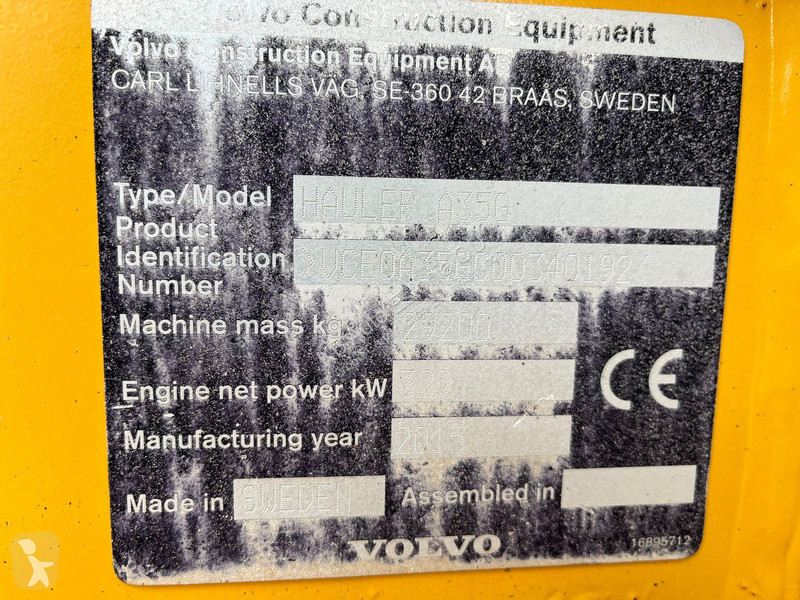 Volvo Construction Equipment
Volvo Construction Equipment AB
CARL LIHNELLS VÄG, SE-360 42 BRAÅS, SWEDEN
Type/Model HAULER A35G
Product
Identification
Number
Machine mass kg 29200
Engine net power kW
Manufacturing year 2015
Made in SWEDEN Assembled in
CE
VOLVO
16895712